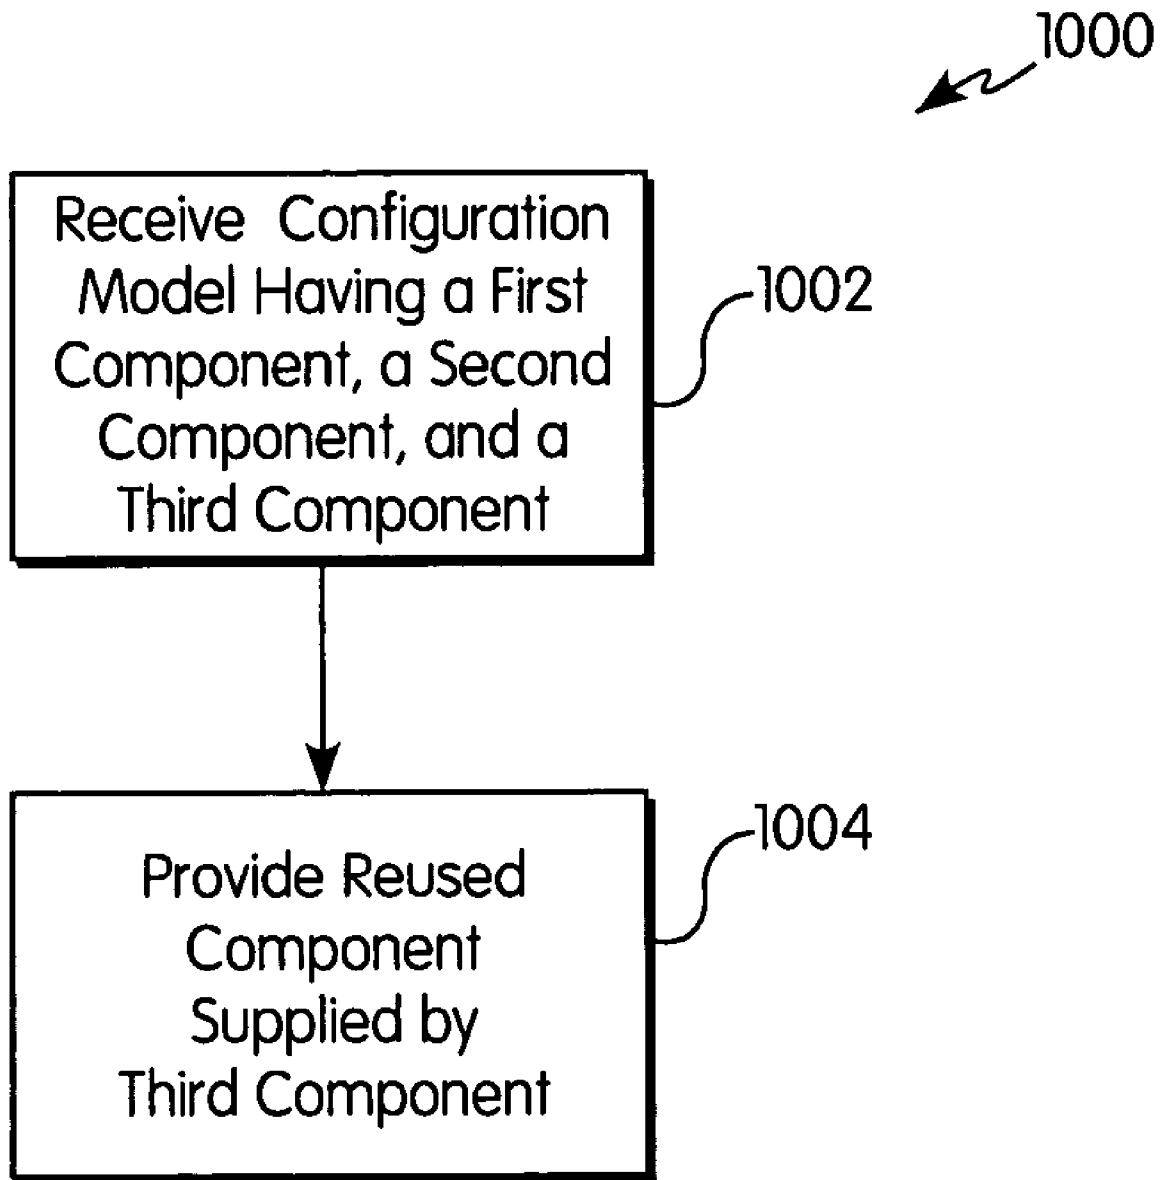 1000
Receive Configuration
Model Having a First
Component, a Second
Component, and a
Third Component
1002
Provide Reused
Component
Supplied by
Third Component
1004